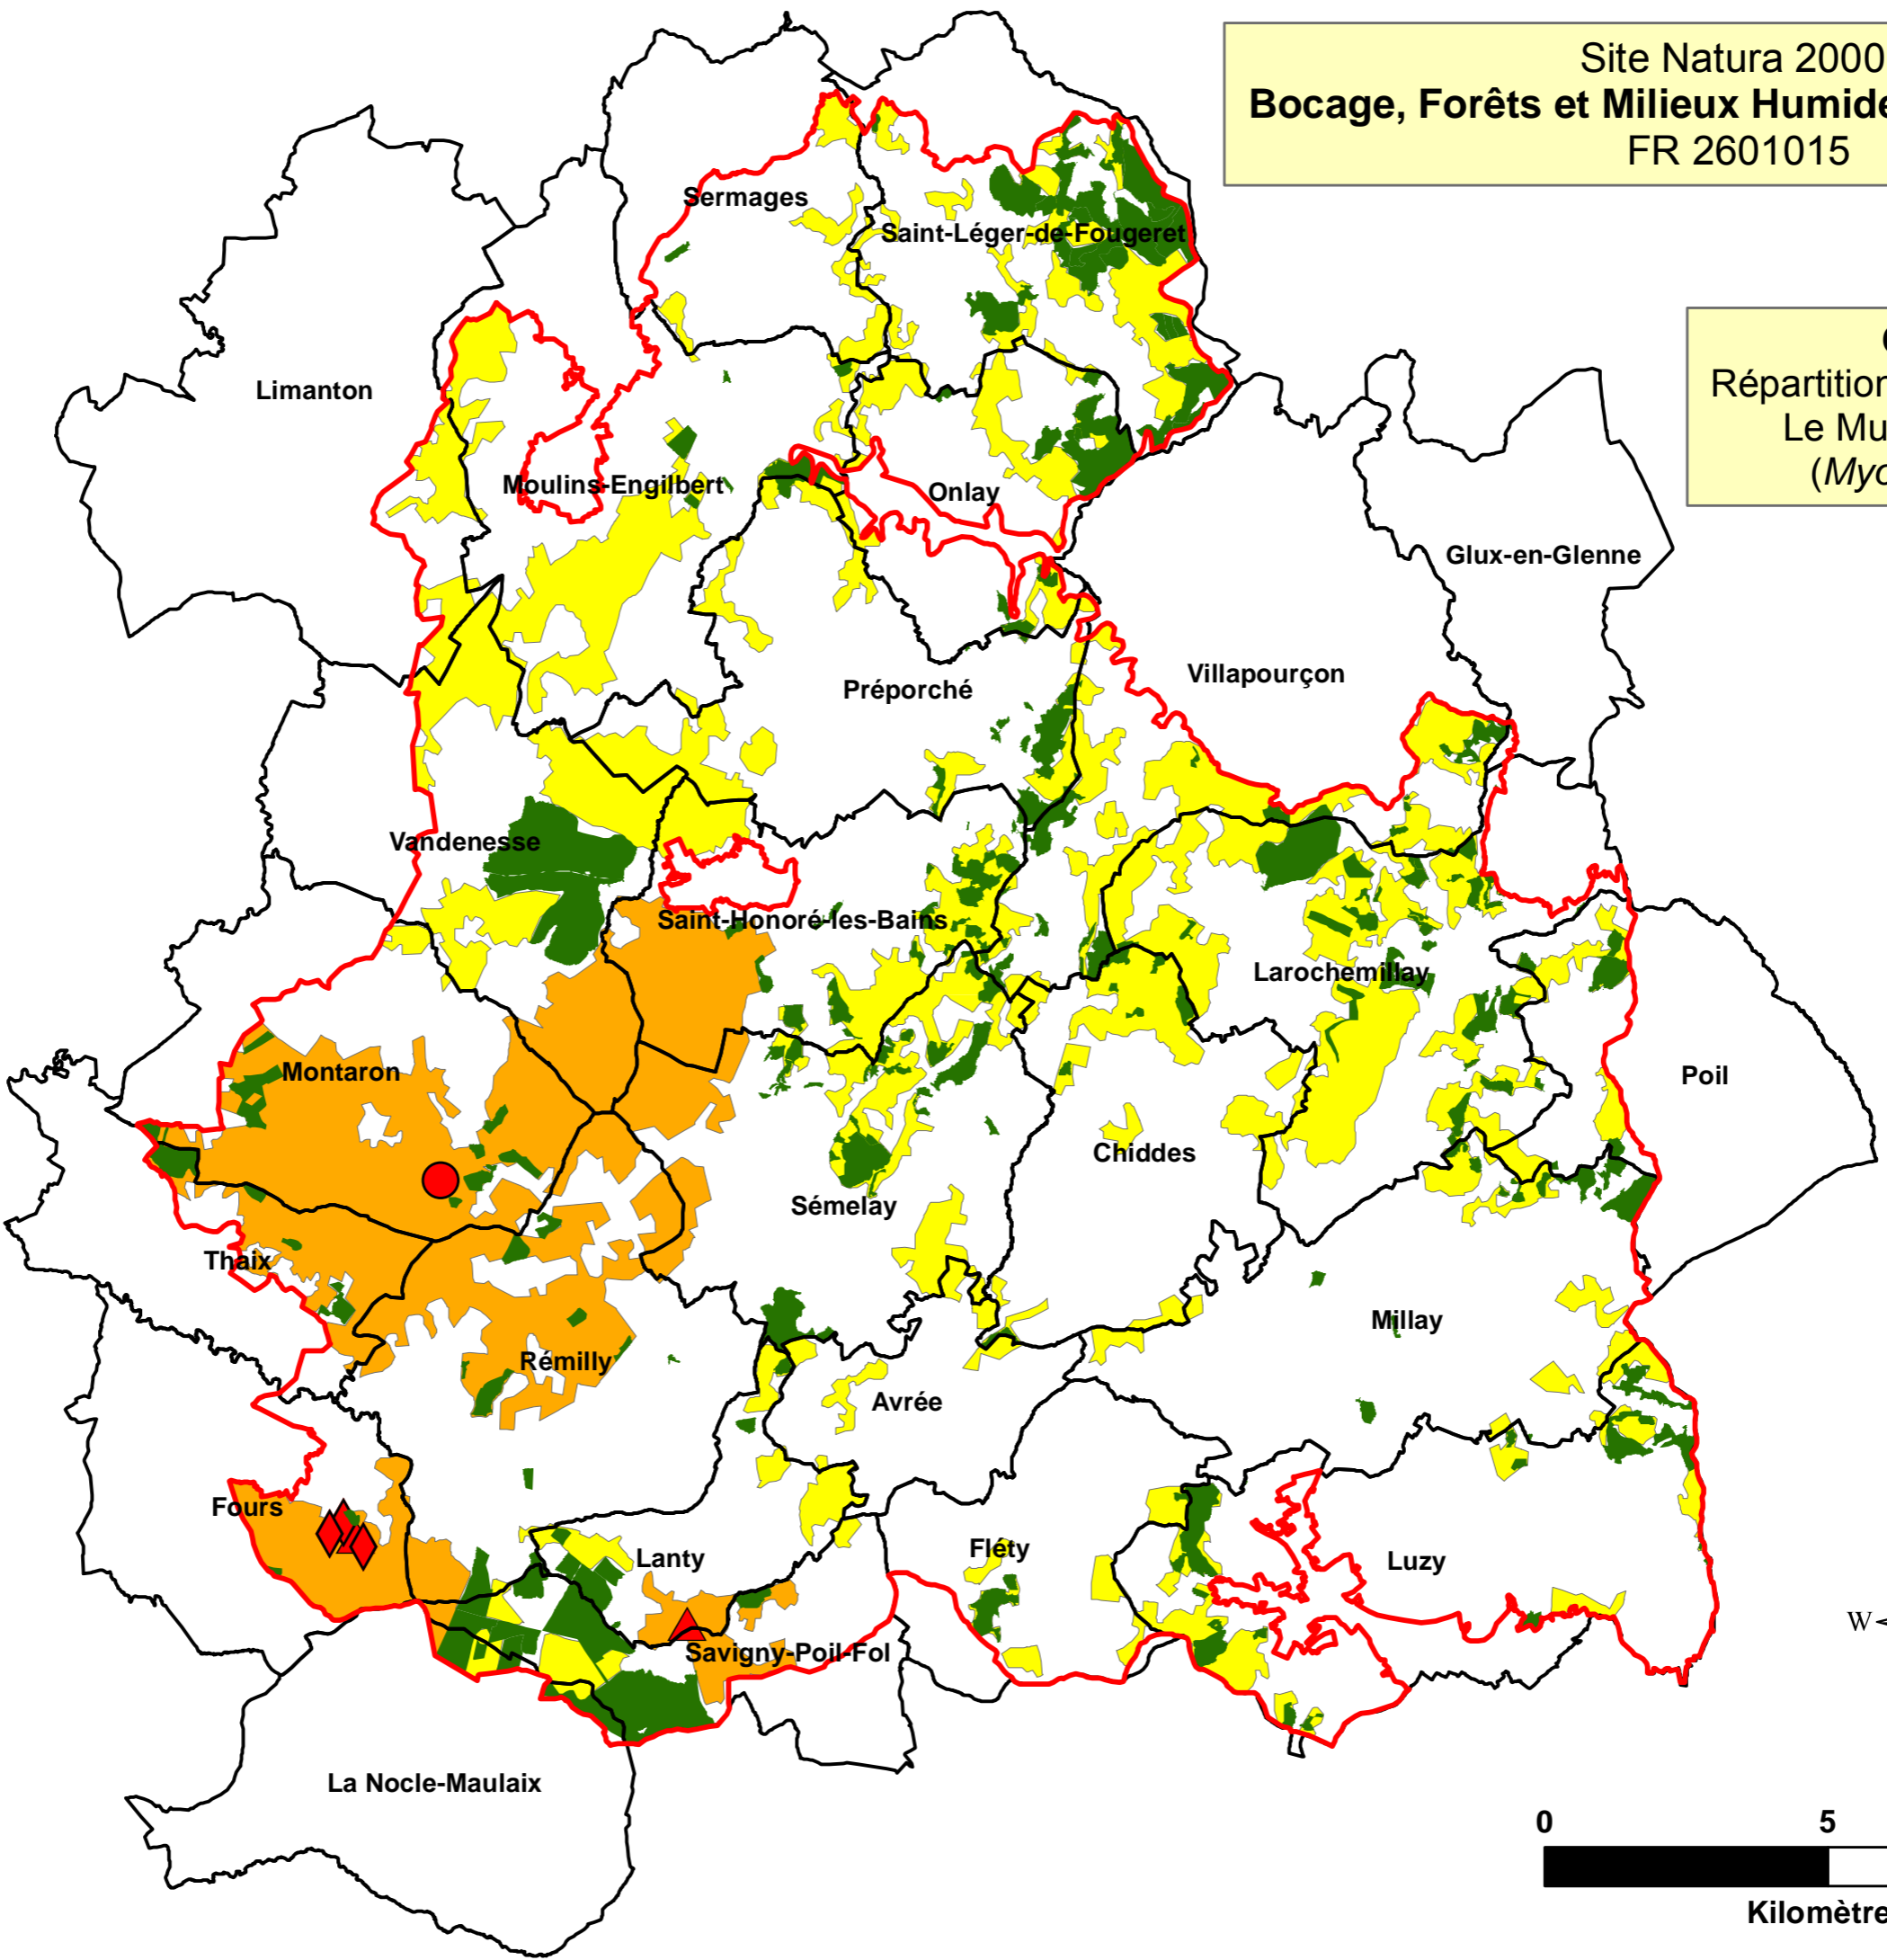 Site Natura 2000
Bocage, Forêts et Milieux Humide
FR 2601015
Répartition
Le Mu
(Myo
Sermages
Saint-Léger-de-Fougeret
Limanton
Moulins-Engilbert
Onlay
Glux-en-Glenne
Villapourçon
Préporché
Vandenesse
Saint-Honoré-les-Bains
Larochemillay
Montaron
Poil
Chiddes
Sémelay
Thaix
Millay
Rémilly
Avrée
Fours
Lanty
Fléty
Luzy
W
Savigny-Poil-Fol
La Nocle-Maulaix
0 5
Kilomètre